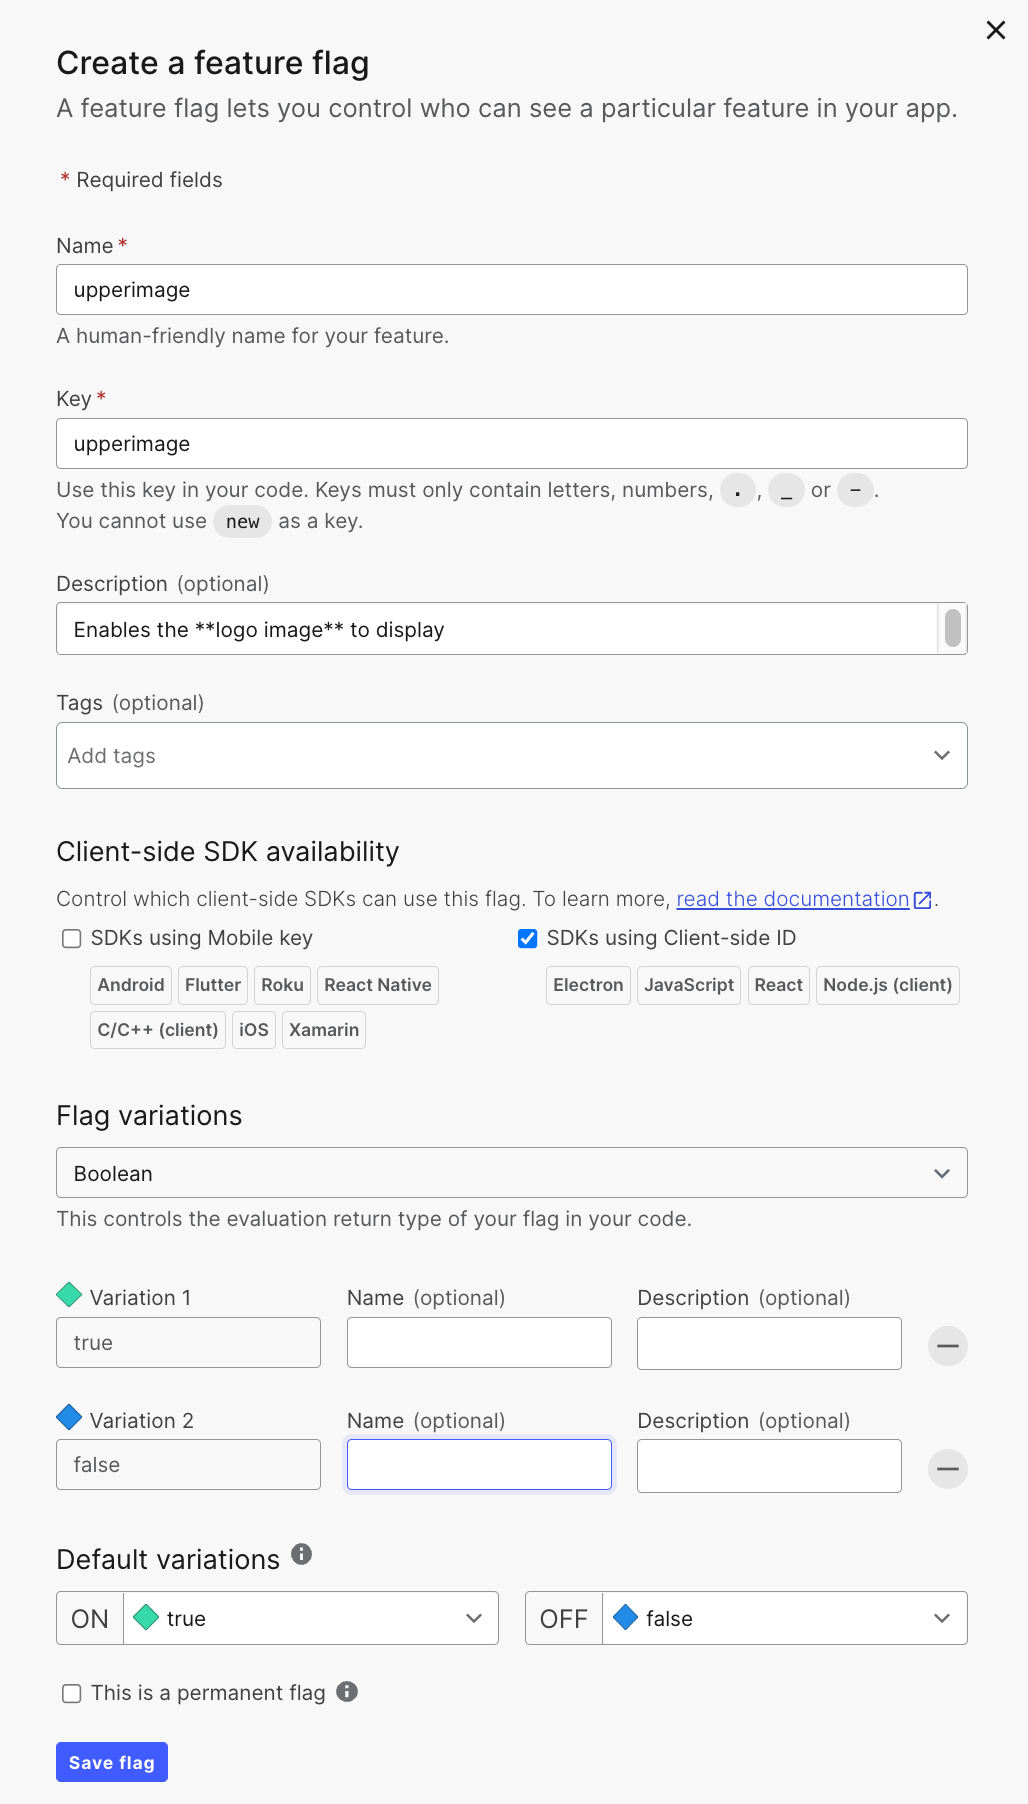 Create a feature flag
A feature flag lets you control who can see a particular feature in your app.
* Required fields
Name *
upperimage
A human-friendly name for your feature.
Key *
upperimage
Use this key in your code. Keys must only contain letters, numbers, . , _ or - .
You cannot use new as a key.
Description (optional)
Enables the **logo image** to display
Tags (optional)
Add tags
Client-side SDK availability
Control which client-side SDKs can use this flag. To learn more, read the documentation.
SDKs using Mobile key
Android Flutter Roku React Native
C/C++ (client) iOS Xamarin
SDKs using Client-side ID
Electron JavaScript React Node.js (client)
Flag variations
Boolean
This controls the evaluation return type of your flag in your code.
Variation 1 Name (optional) Description (optional)
true
Variation 2 Name (optional) Description (optional)
false
Default variations
ON true OFF false
This is a permanent flag
Save flag